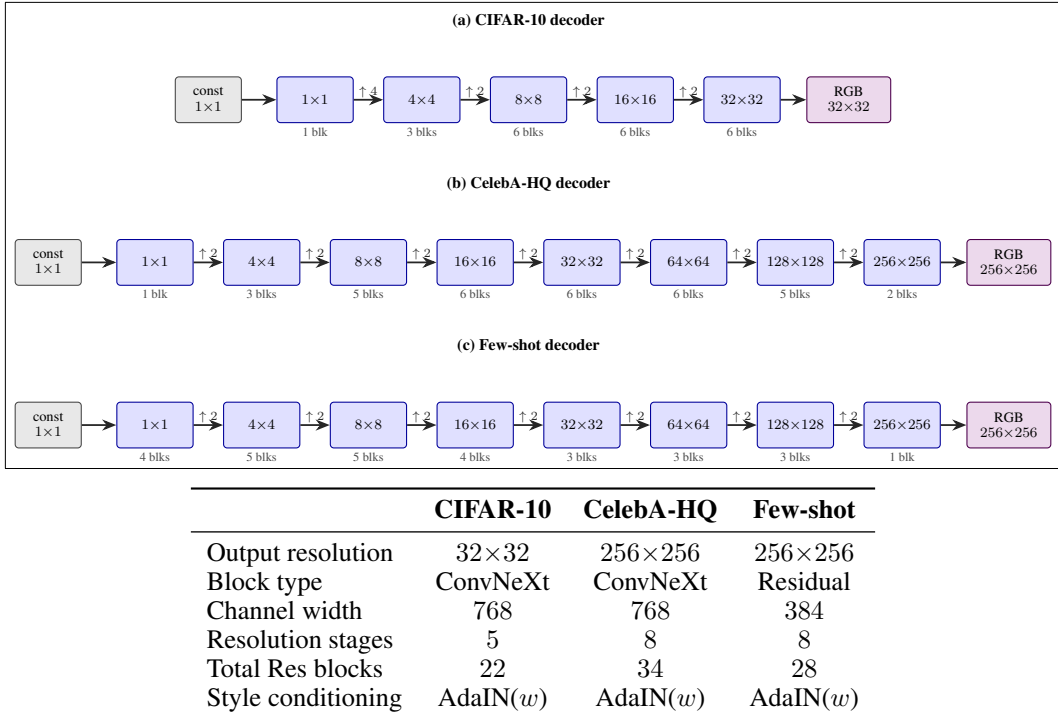 (a) CIFAR-10 decoder
const
1×1
1×1
↑4
4×4
↑2
8×8
↑2
16×16
↑2
32×32
RGB
32×32
1 blk
3 blks
6 blks
6 blks
6 blks
(b) CelebA-HQ decoder
const
1×1
1×1
↑2
4×4
↑2
8×8
↑2
16×16
↑2
32×32
↑2
64×64
↑2
128×128
↑2
256×256
RGB
256×256
1 blk
3 blks
5 blks
6 blks
6 blks
6 blks
5 blks
2 blks
(c) Few-shot decoder
const
1×1
1×1
↑2
4×4
↑2
8×8
↑2
16×16
↑2
32×32
↑2
64×64
↑2
128×128
↑2
256×256
RGB
256×256
4 blks
5 blks
5 blks
4 blks
3 blks
3 blks
3 blks
1 blk
CIFAR-10 CelebA-HQ Few-shot
Output resolution 32×32 256×256 256×256
Block type ConvNeXt ConvNeXt Residual
Channel width 768 768 384
Resolution stages 5 8 8
Total Res blocks 22 34 28
Style conditioning AdaIN(w) AdaIN(w) AdaIN(w)